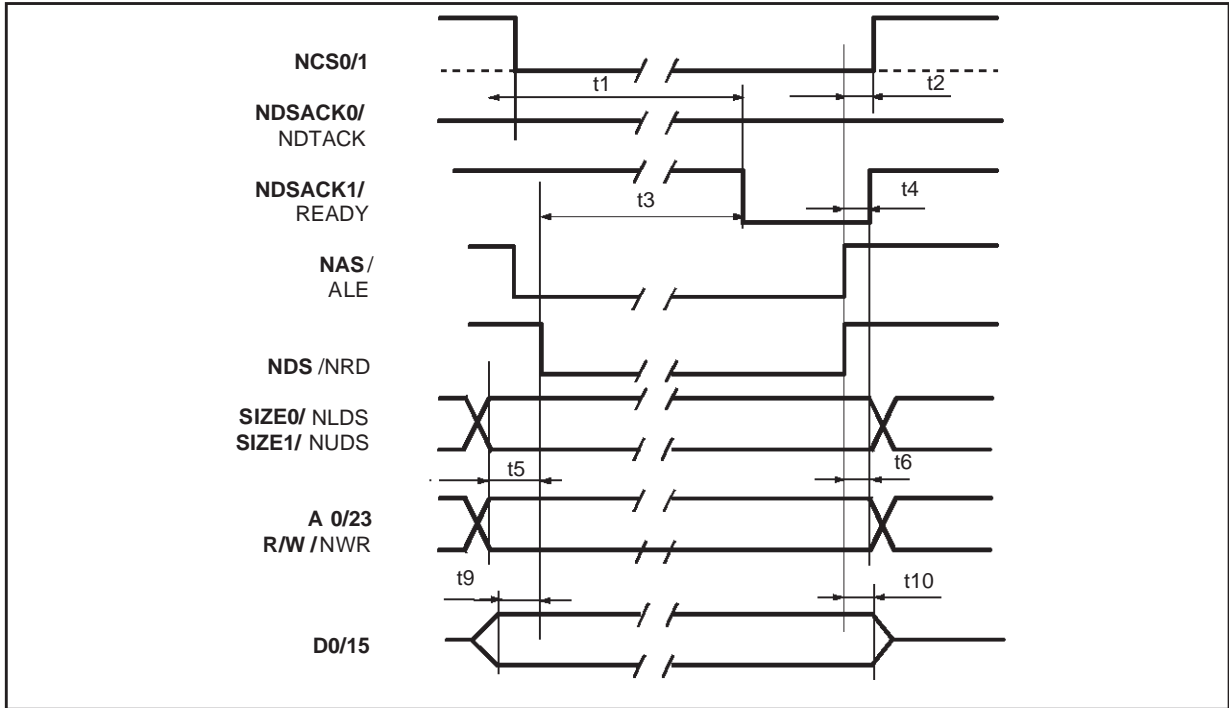 NCS0/1
t1
t2
NDSACK0/
NDTACK
NDSACK1/
READY
t3
t4
NAS/
ALE
NDS /NRD
SIZE0/ NLDS
SIZE1/ NUDS
t5
t6
A 0/23
R/W /NWR
t9
t10
D0/15